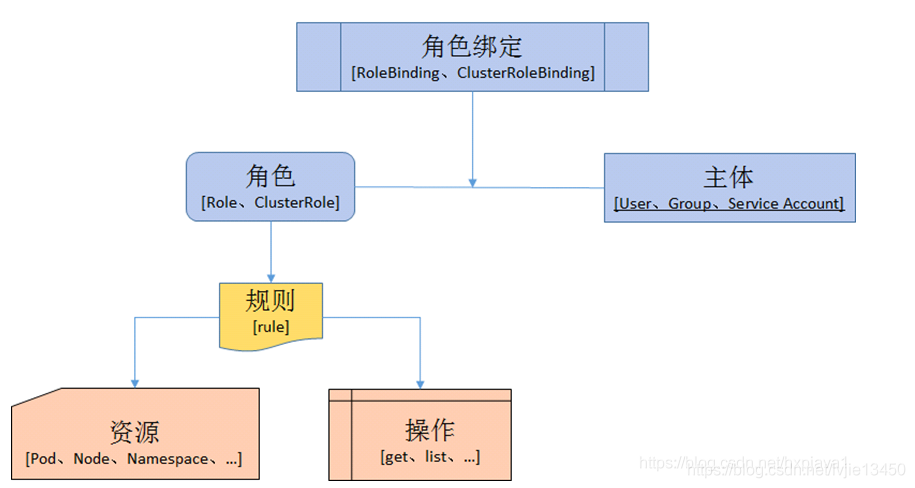 角色绑定
[RoleBinding、ClusterRoleBinding]
角色
[Role、ClusterRole]
主体
[User、Group、Service Account]
规则
[rule]
资源
[Pod、Node、Namespace、...]
操作
[get、list、...]
https://blog.csdn.net/hxpjava1
https://blog.csdn.net/lvjie13450